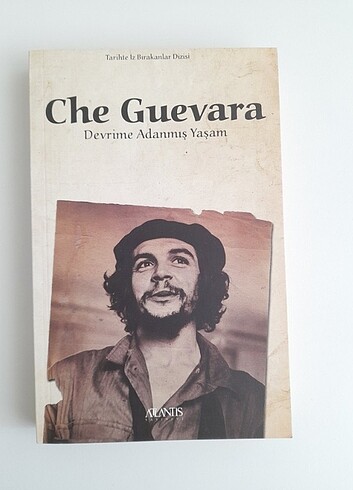 Tarihte İz Bırakanlar Dizisi
Che Guevara
Devrime Adanmış Yaşam
ATLANTIS